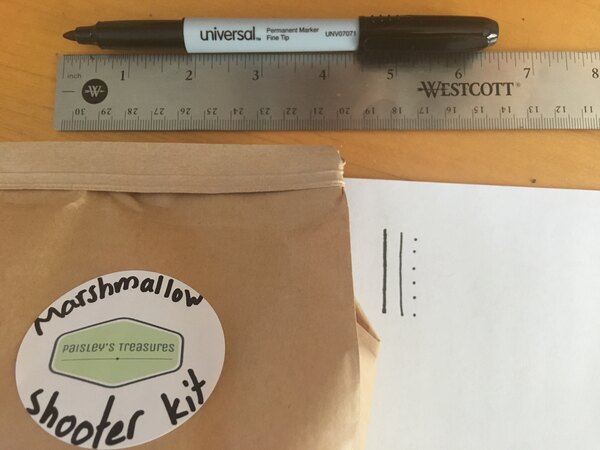 universal™ Permanent Marker UNV07071
Fine Tip
inch 1 2 3 4 5 6 7 8
W WESTCOTT®
30 29 28 27 26 25 24 23 22 21 20 19 18 17 16 15 14 13 12 11
Marshmallow
PAISLEY'S TREASURES
shooter kit